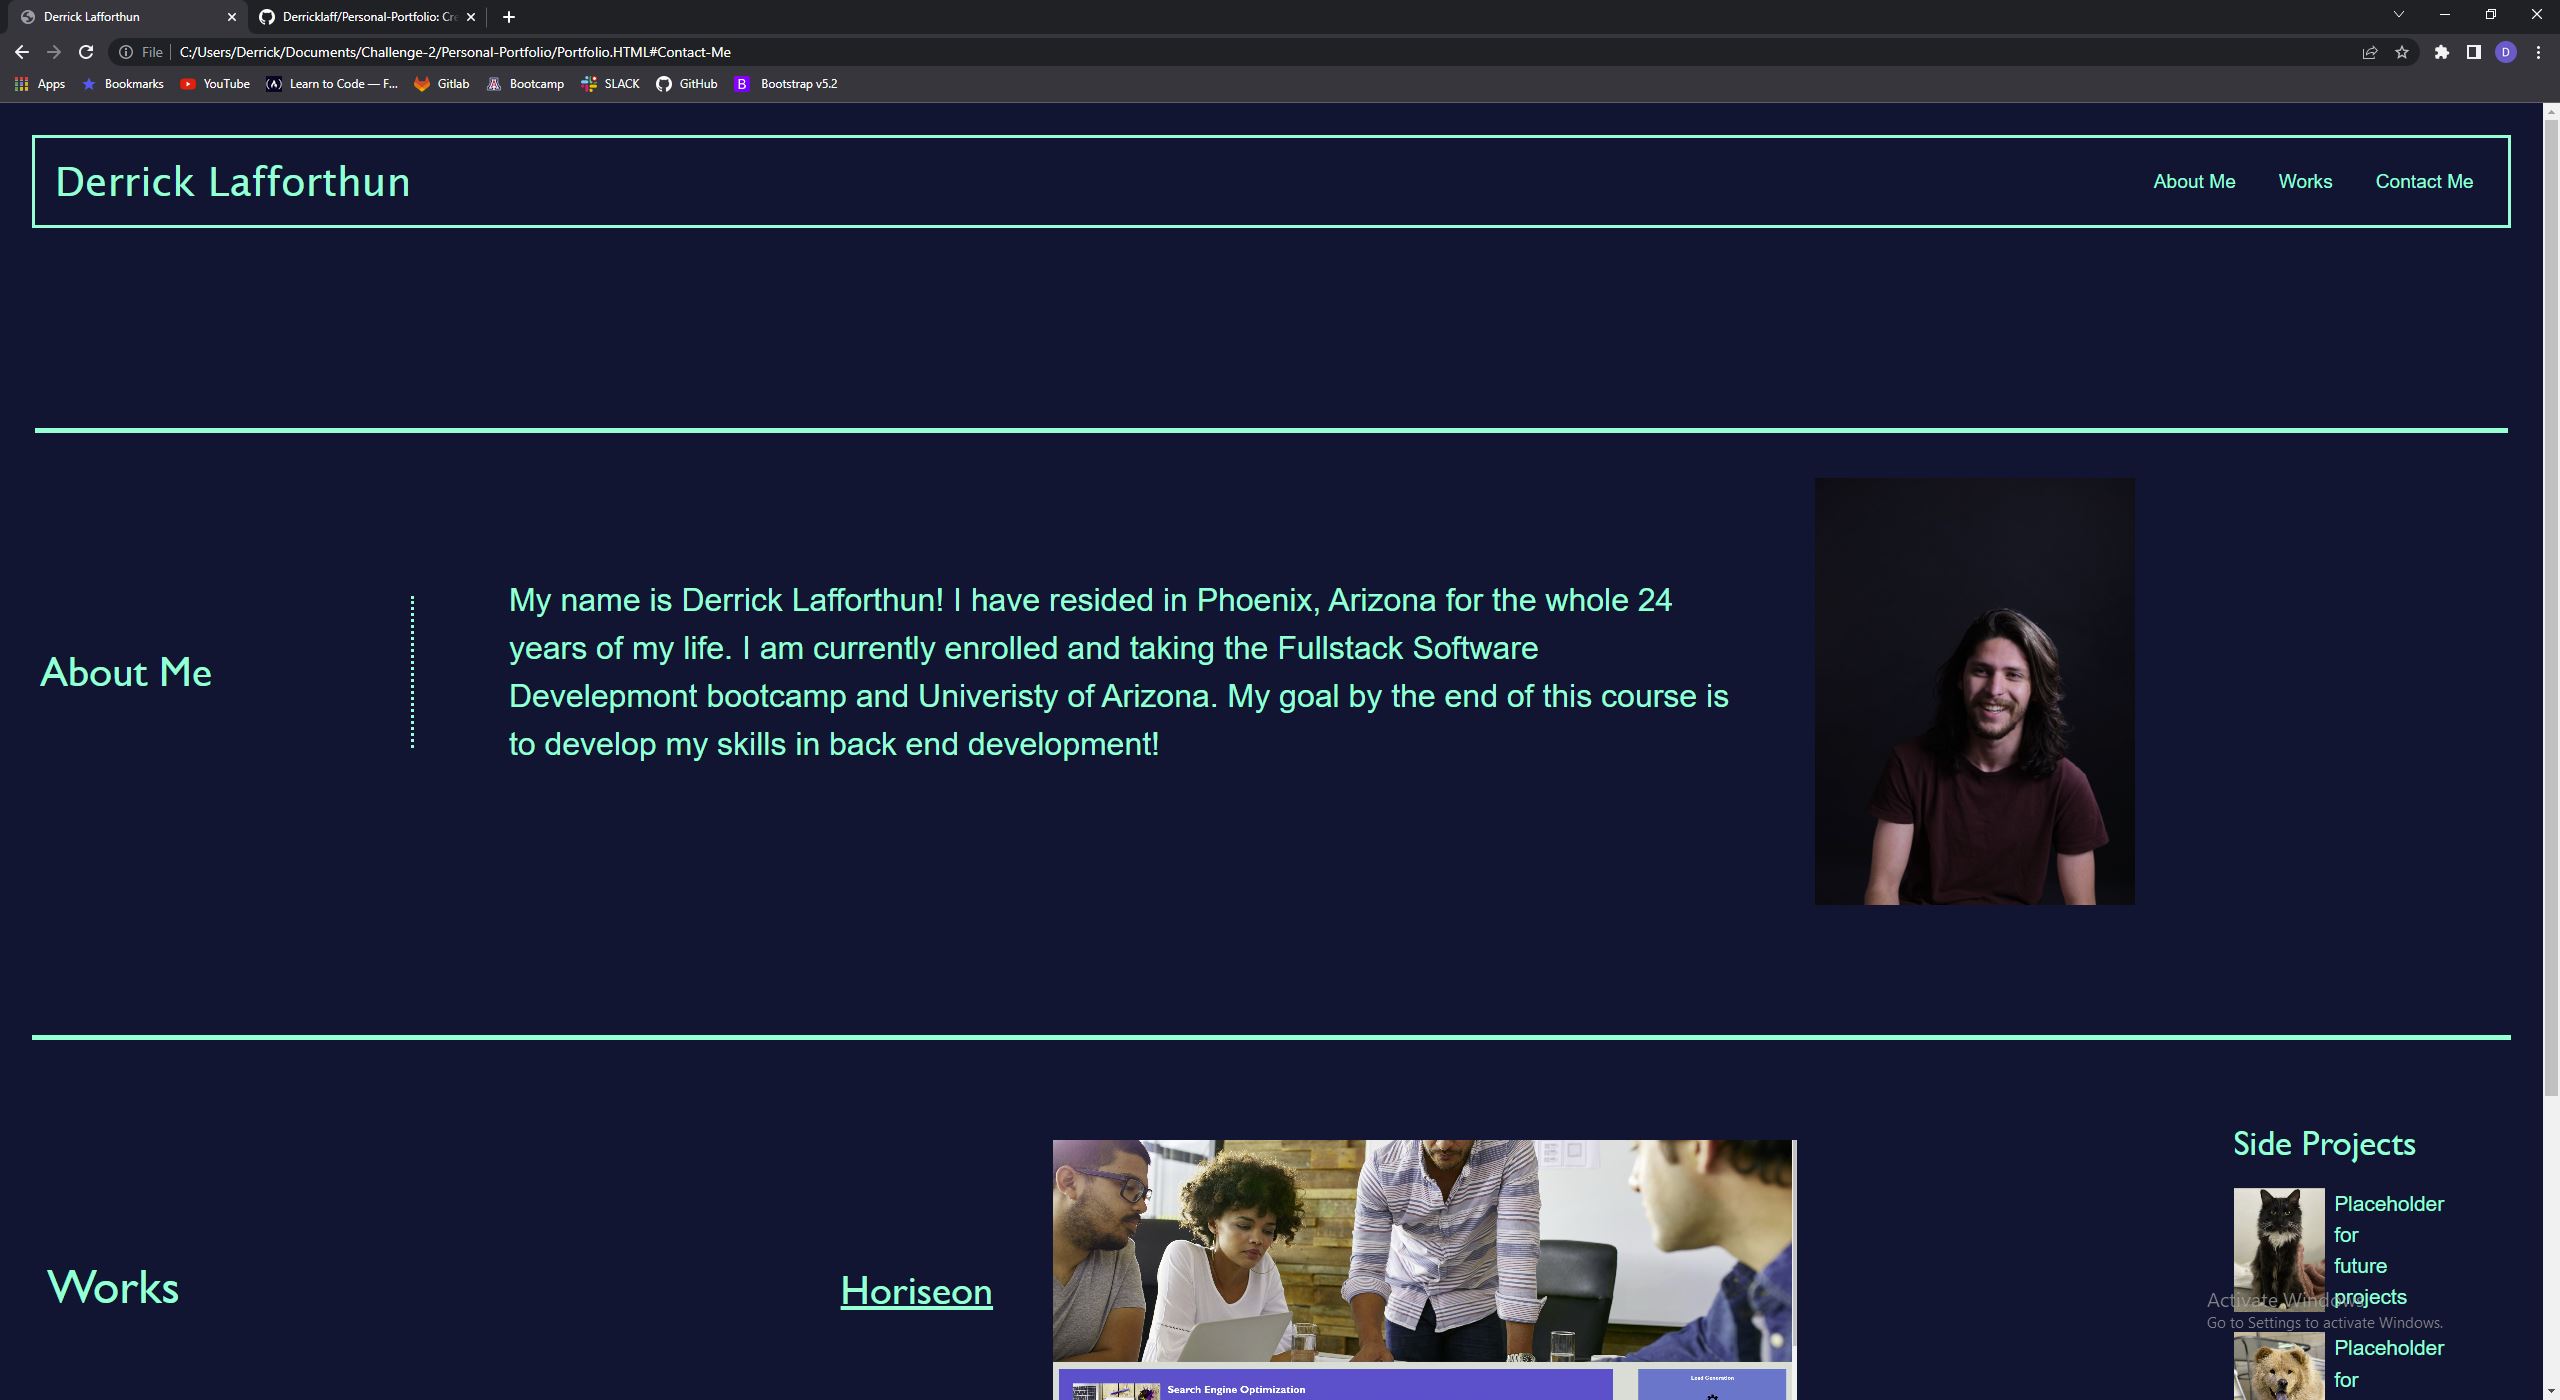 Derrick Lafforthun
Derricklaff/Personal-Portfolio: Cre
File
C:/Users/Derrick/Documents/Challenge-2/Personal-Portfolio/Portfolio.HTML#Contact-Me
D
Apps
Bookmarks
YouTube
Learn to Code — F...
Gitlab
Bootcamp
SLACK
GitHub
B
Bootstrap v5.2
Derrick Lafforthun
About Me
Works
Contact Me
About Me
My name is Derrick Lafforthun! I have resided in Phoenix, Arizona for the whole 24
years of my life. I am currently enrolled and taking the Fullstack Software
Develepmont bootcamp and Univeristy of Arizona. My goal by the end of this course is
to develop my skills in back end development!
Works
Horiseon
Search Engine Optimization
Lead Generation
Side Projects
Placeholder
for
future
projects
Placeholder
for
Activate Windows
Go to Settings to activate Windows.